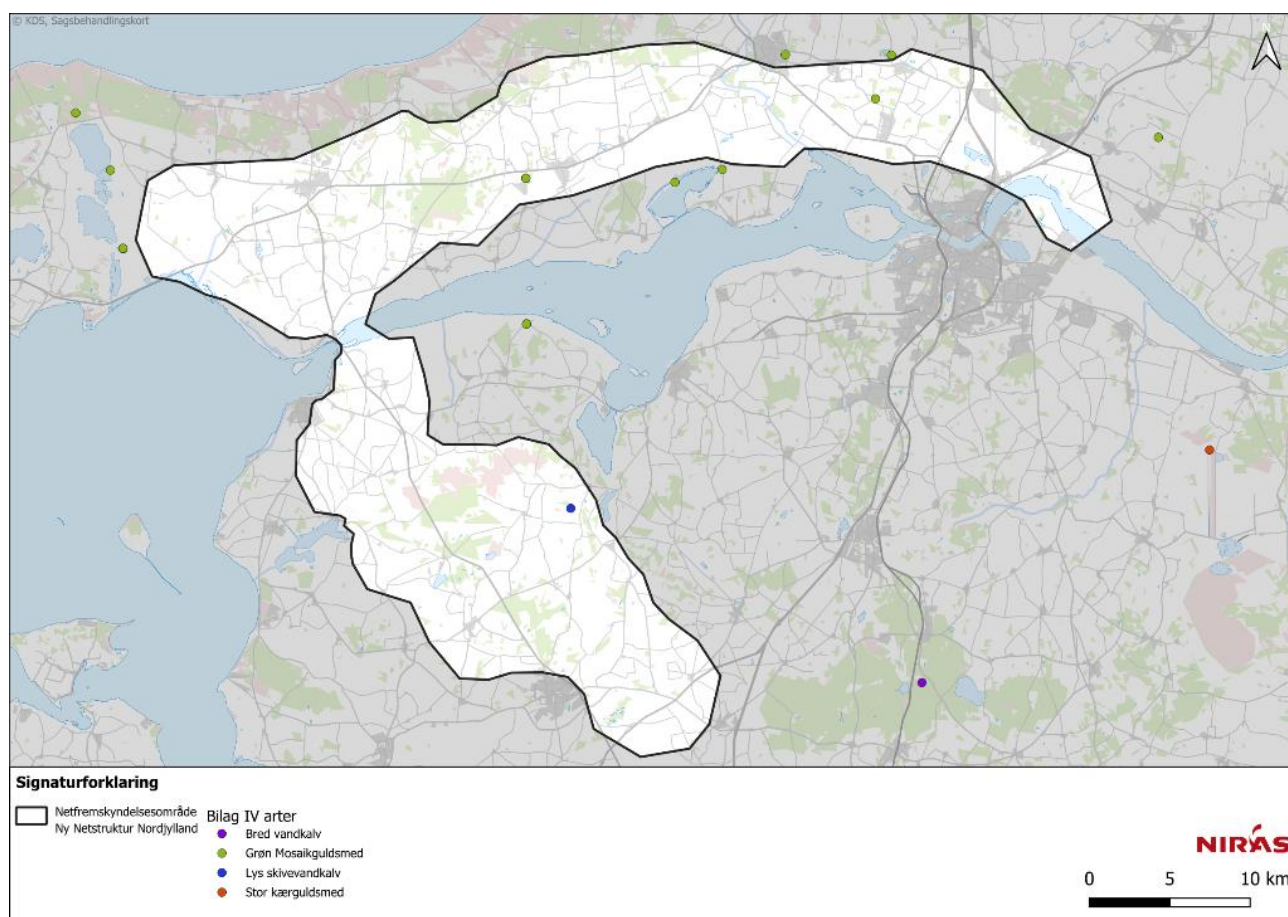 © KDS, Sagsbehandlingskort
N
Signaturforklaring
Netfremskyndelsesområde
Ny Netstruktur Nordjylland
Bilag IV arter
Bred vandkalv
Grøn Mosaikguldsmed
Lys skivevandkalv
Stor kærguldsmed
NIRAS
0 5 10 km